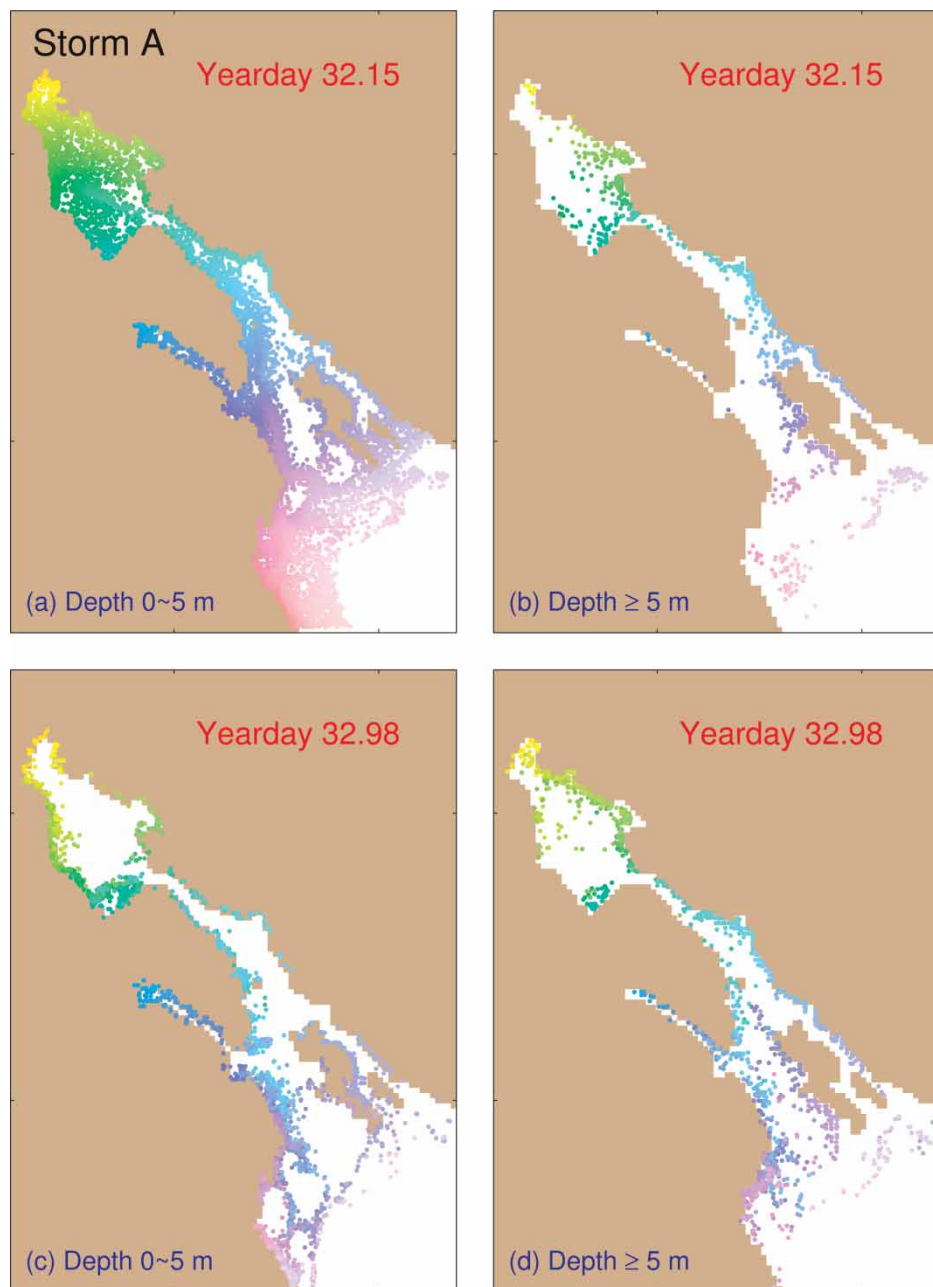 Storm A
Yearday 32.15
(a) Depth 0~5 m
Yearday 32.15
(b) Depth ≥ 5 m
Yearday 32.98
(c) Depth 0~5 m
Yearday 32.98
(d) Depth ≥ 5 m